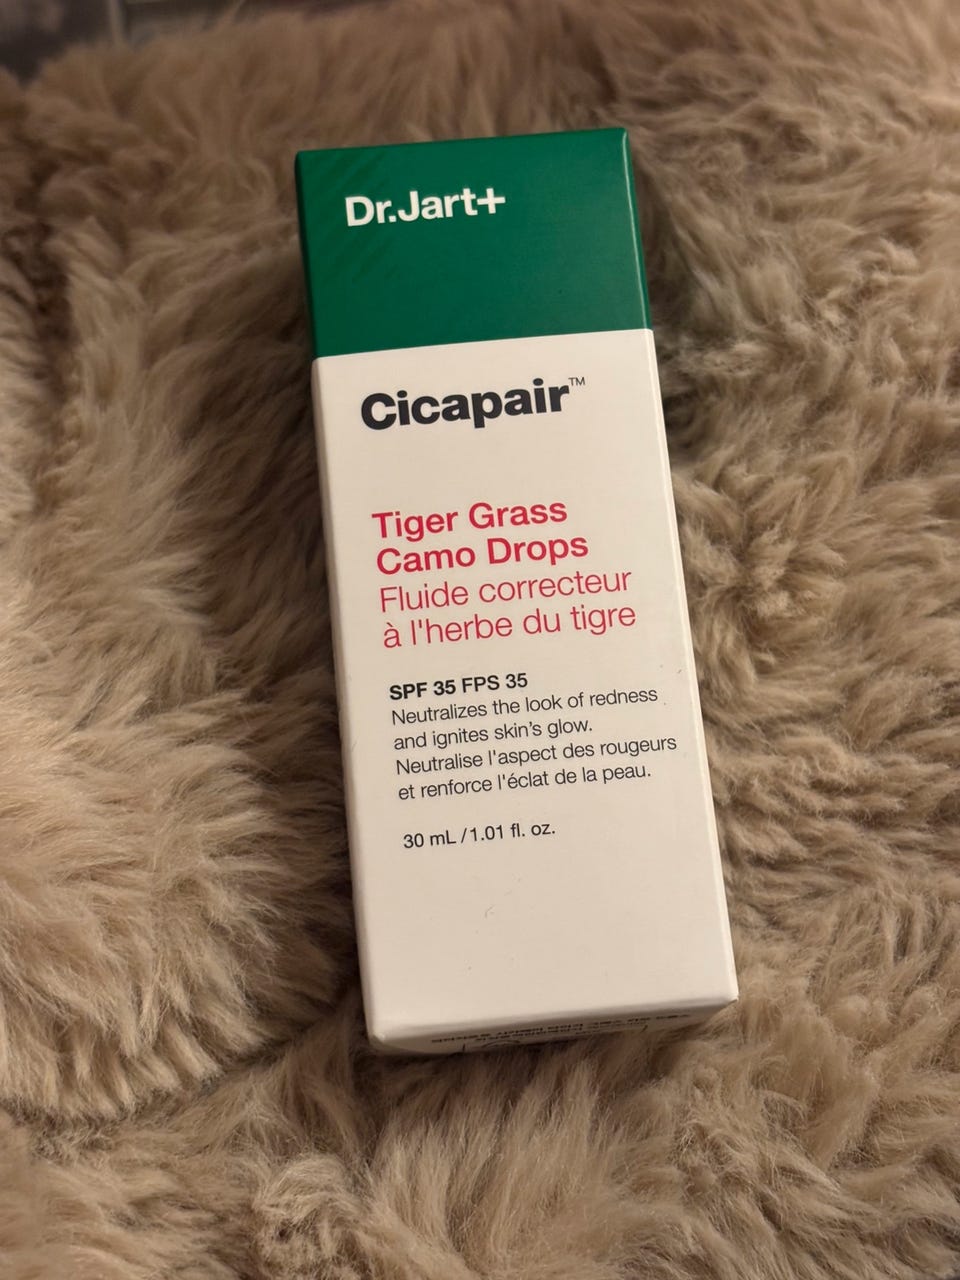 Dr.Jart+
Cicapair™
Tiger Grass
Camo Drops
Fluide correcteur
à l'herbe du tigre
SPF 35 FPS 35
Neutralizes the look of redness
and ignites skin's glow.
Neutralise l'aspect des rougeurs
et renforce l'éclat de la peau.
30 mL / 1.01 fl. oz.